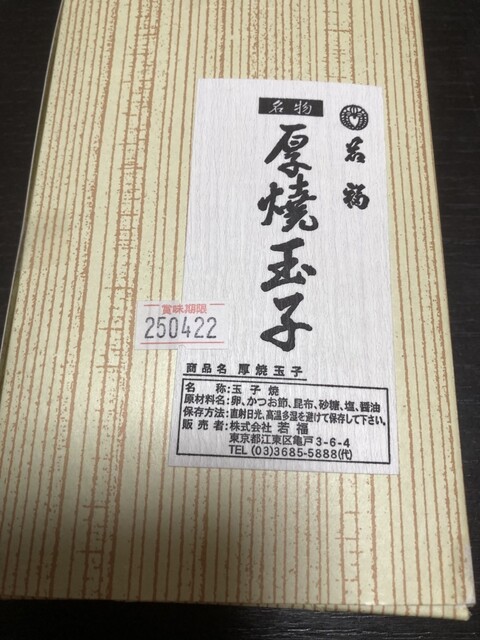 若福
名物
厚焼玉子
賞味期限
250422
商品名 厚焼玉子
名　　称:玉子焼
原材料名:卵、かつお節、昆布、砂糖、塩、醤油
保存方法:直射日光、高温多湿を避けて保存して下さい。
販売者:株式会社 若福
東京都江東区亀戸3-6-4
TEL (03)3685-5888(代)